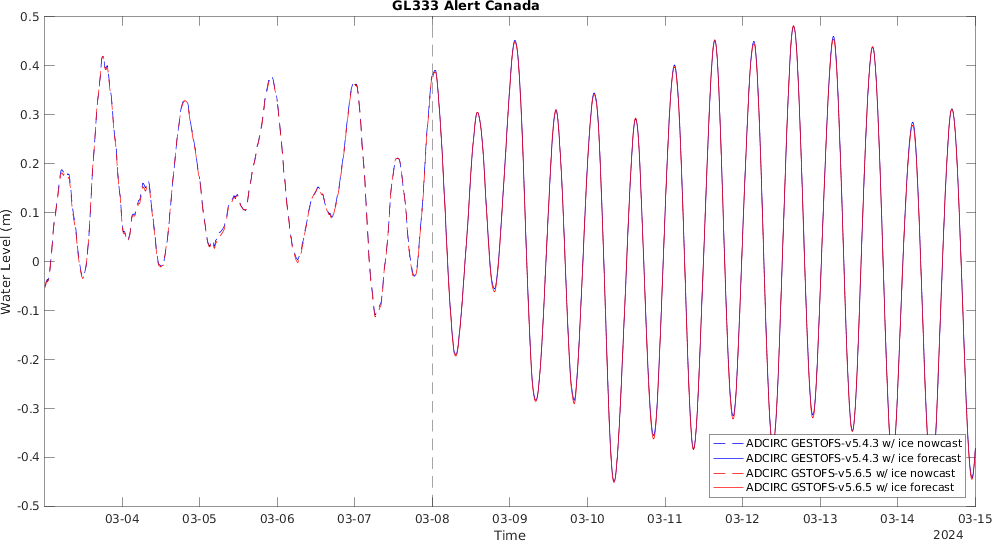 GL333 Alert Canada
0.5
0.4
0.3
0.2
0.1
0
-0.1
-0.2
-0.3
-0.4
-0.5
Water Level (m)
ADCIRC GESTOFS-v5.4.3 w/ ice nowcast
ADCIRC GESTOFS-v5.4.3 w/ ice forecast
ADCIRC GSTOFS-v5.6.5 w/ ice nowcast
ADCIRC GSTOFS-v5.6.5 w/ ice forecast
03-04 03-05 03-06 03-07 03-08 03-09 03-10 03-11 03-12 03-13 03-14 03-15
Time
2024